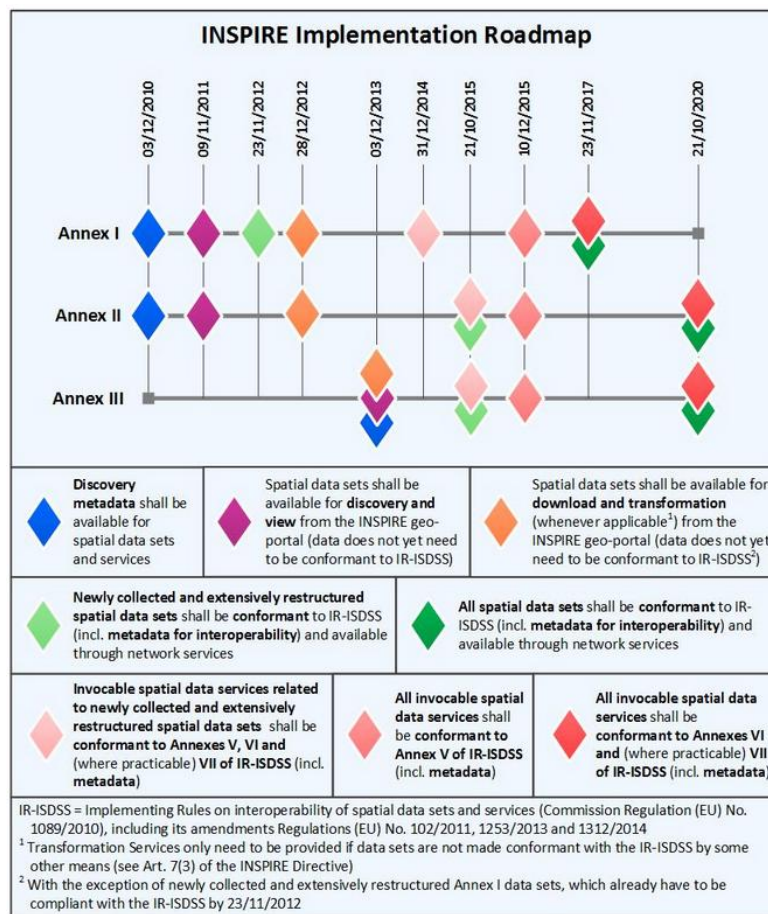 INSPIRE Implementation Roadmap
03/12/2010
09/11/2011
23/11/2012
28/12/2012
03/12/2013
31/12/2014
21/10/2015
10/12/2015
23/11/2017
21/10/2020
Annex I
Annex II
Annex III
Discovery
metadata shall be
available for
spatial data sets
and services
Spatial data sets shall be
available for discovery and
view from the INSPIRE geo-
portal (data does not yet need
to be conformant to IR-ISDSS)
Spatial data sets shall be available for
download and transformation
(whenever applicable¹) from the
INSPIRE geo-portal (data does not yet
need to be conformant to IR-ISDSS²)
Newly collected and extensively restructured
spatial data sets shall be conformant to IR-ISDSS
(incl. metadata for interoperability) and available
through network services
All spatial data sets shall be conformant to IR-
ISDSS (incl. metadata for interoperability) and
available through network services
Invocable spatial data services related
to newly collected and extensively
restructured spatial data sets shall be
conformant to Annexes V, VI and
(where practicable) VII of IR-ISDSS (incl.
metadata)
All invocable spatial
data services shall
be conformant to
Annex V of IR-ISDSS
(incl. metadata)
All invocable spatial data
services shall be
conformant to Annexes VI
and (where practicable) VII
of IR-ISDSS (incl. metadata)
IR-ISDSS = Implementing Rules on interoperability of spatial data sets and services (Commission Regulation (EU) No.
1089/2010), including its amendments Regulations (EU) No. 102/2011, 1253/2013 and 1312/2014
¹ Transformation Services only need to be provided if data sets are not made conformant with the IR-ISDSS by some
other means (see Art. 7(3) of the INSPIRE Directive)
² With the exception of newly collected and extensively restructured Annex I data sets, which already have to be
compliant with the IR-ISDSS by 23/11/2012